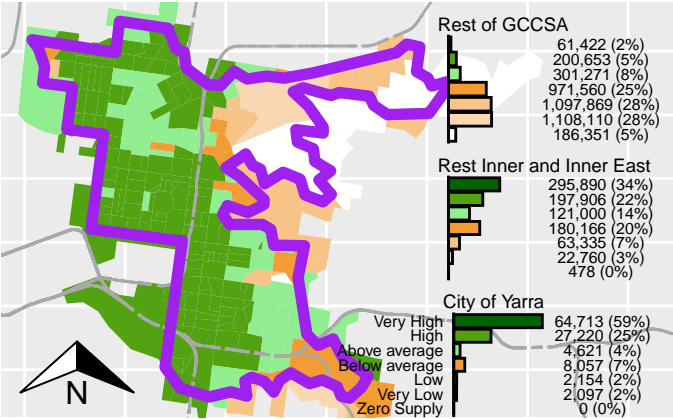 Rest of GCCSA
61,422 (2%)
200,653 (5%)
301,271 (8%)
971,560 (25%)
1,097,869 (28%)
1,108,110 (28%)
186,351 (5%)
Rest Inner and Inner East
295,890 (34%)
197,906 (22%)
121,000 (14%)
180,166 (20%)
63,335 (7%)
22,760 (3%)
478 (0%)
City of Yarra
Very High 64,713 (59%)
High 27,220 (25%)
Above average 4,621 (4%)
Below average 8,057 (7%)
Low 2,154 (2%)
Very Low 2,097 (2%)
Zero Supply 0 (0%)
N